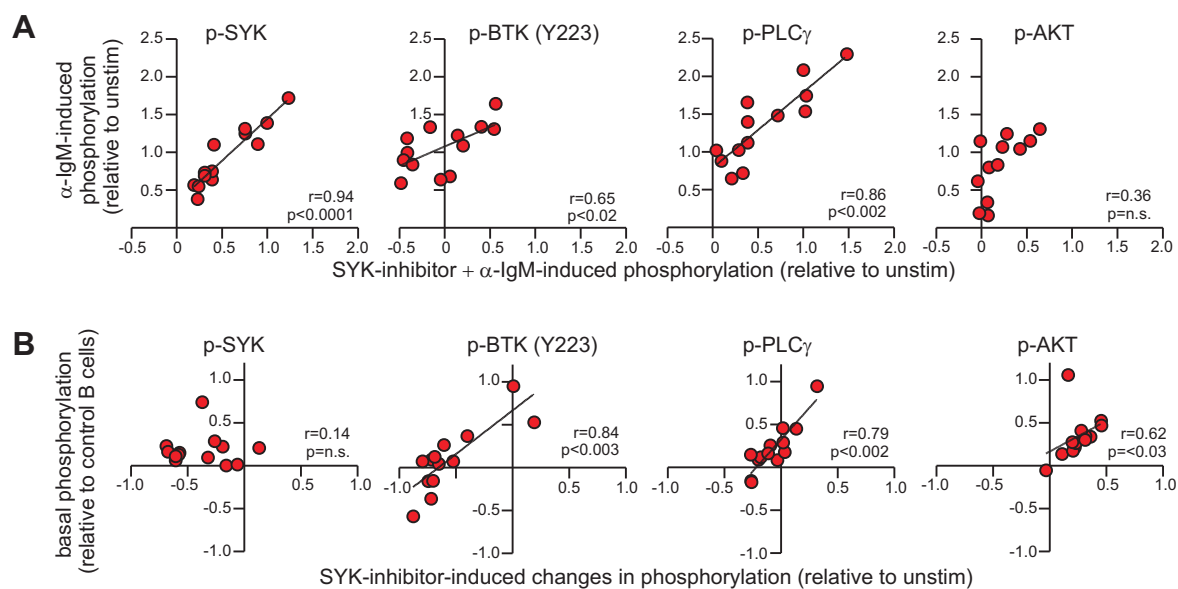 A
p-SYK
p-BTK (Y223)
p-PLCγ
p-AKT
α-IgM-induced
phosphorylation
(relative to unstim)
2.5
2.0
1.5
1.0
0.5
-0.5 0 0.5 1.0 1.5 2.0
r=0.94
p<0.0001
2.5
2.0
1.5
1.0
0.5
-0.5 0 0.5 1.0 1.5 2.0
r=0.65
p<0.02
2.5
2.0
1.5
1.0
0.5
-0.5 0 0.5 1.0 1.5 2.0
r=0.86
p<0.002
2.5
2.0
1.5
1.0
0.5
-0.5 0 0.5 1.0 1.5 2.0
r=0.36
p=n.s.
SYK-inhibitor + α-IgM-induced phosphorylation (relative to unstim)
B
p-SYK
p-BTK (Y223)
p-PLCγ
p-AKT
basal phosphorylation
(relative to control B cells)
1.0
0.5
r=0.14
p=n.s.
-1.0 -0.5 0.5 1.0
-0.5
-1.0
1.0
r=0.84
p<0.003
-1.0 0.5 1.0
-0.5
-1.0
1.0
0.5
r=0.79
p<0.002
-1.0 -0.5 0.5 1.0
-0.5
-1.0
1.0
0.5
r=0.62
p=<0.03
-1.0 -0.5 0.5 1.0
-0.5
-1.0
SYK-inhibitor-induced changes in phosphorylation (relative to unstim)